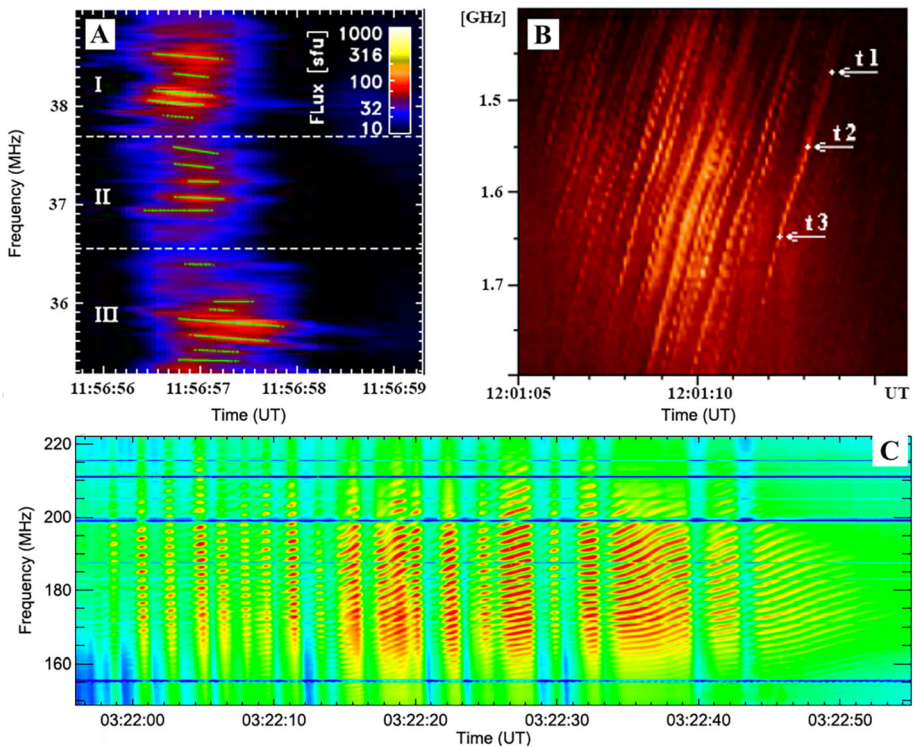 A
Flux [sfu]
1000
316
100
32
10
I
II
III
Frequency (MHz)
38
37
36
11:56:56 11:56:57 11:56:58 11:56:59
Time (UT)
[GHz]
B
t1
t2
t3
1.5
1.6
1.7
12:01:05 12:01:10 UT
Time (UT)
C
Frequency (MHz)
220
200
180
160
03:22:00 03:22:10 03:22:20 03:22:30 03:22:40 03:22:50
Time (UT)